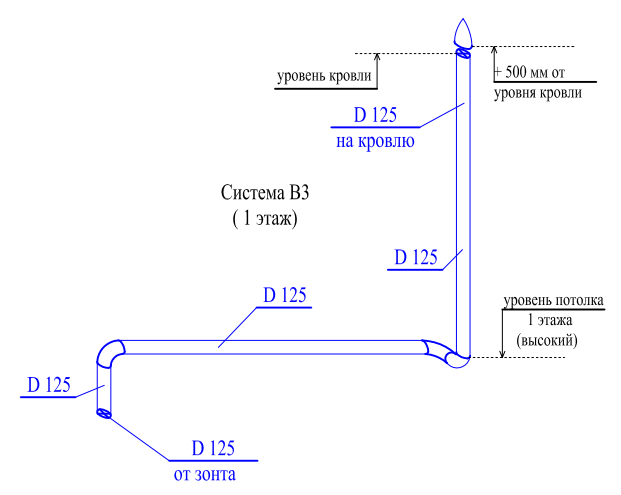 уровень кровли
+ 500 мм от
уровня кровли
D 125
на кровлю
Система В3
( 1 этаж)
D 125
D 125
уровень потолка
1 этажа
(высокий)
D 125
D 125
от зонта